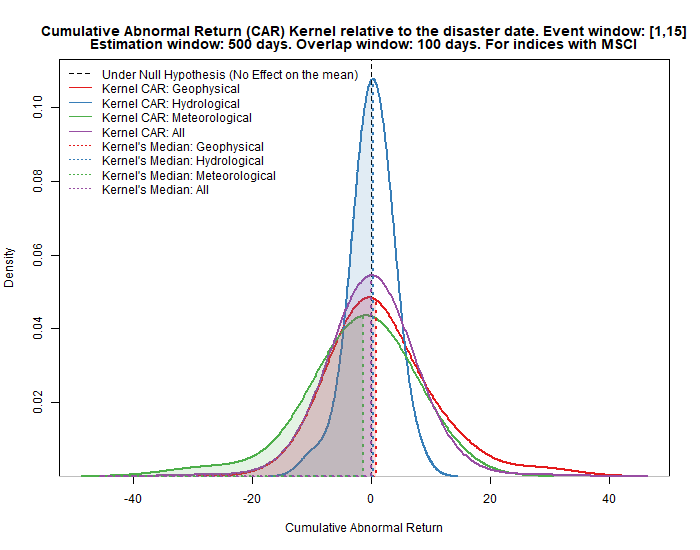 Cumulative Abnormal Return (CAR) Kernel relative to the disaster date. Event window: [1,15]
Estimation window: 500 days. Overlap window: 100 days. For indices with MSCI
Under Null Hypothesis (No Effect on the mean)
Kernel CAR: Geophysical
Kernel CAR: Hydrological
Kernel CAR: Meteorological
Kernel CAR: All
Kernel's Median: Geophysical
Kernel's Median: Hydrological
Kernel's Median: Meteorological
Kernel's Median: All
Density
0.10
0.08
0.06
0.04
0.02
-40
-20
0
20
40
Cumulative Abnormal Return